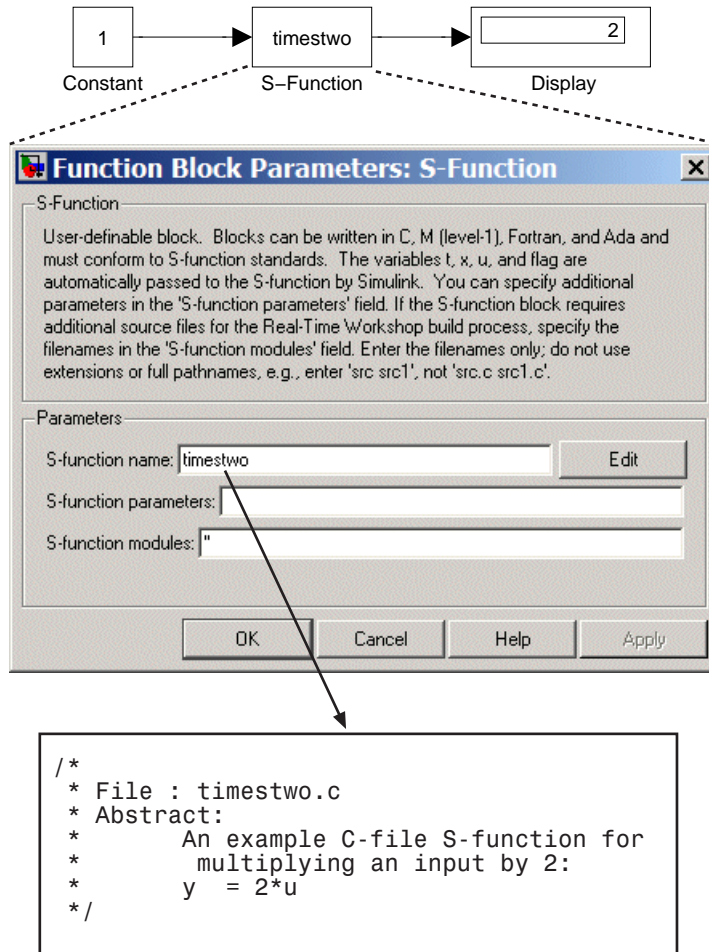 1
timestwo
2
Constant
S–Function
Display
Function Block Parameters: S-Function
S-Function
User-definable block. Blocks can be written in C, M (level-1), Fortran, and Ada and
must conform to S-function standards. The variables t, x, u, and flag are
automatically passed to the S-function by Simulink. You can specify additional
parameters in the 'S-function parameters' field. If the S-function block requires
additional source files for the Real-Time Workshop build process, specify the
filenames in the 'S-function modules' field. Enter the filenames only; do not use
extensions or full pathnames, e.g., enter 'src src1', not 'src.c src1.c'.
Parameters
S-function name: timestwo
Edit
S-function parameters:
S-function modules: ''
OK
Cancel
Help
Apply
/*
* File : timestwo.c
* Abstract:
* An example C-file S-function for
* multiplying an input by 2:
* y = 2*u
*/